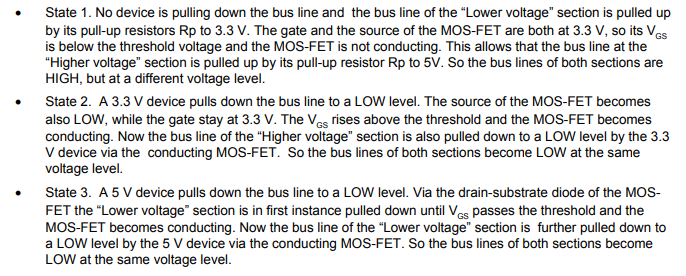 • State 1. No device is pulling down the bus line and the bus line of the “Lower voltage” section is pulled up
by its pull-up resistors Rp to 3.3 V. The gate and the source of the MOS-FET are both at 3.3 V, so its VGS
is below the threshold voltage and the MOS-FET is not conducting. This allows that the bus line at the
“Higher voltage” section is pulled up by its pull-up resistor Rp to 5V. So the bus lines of both sections are
HIGH, but at a different voltage level.
• State 2. A 3.3 V device pulls down the bus line to a LOW level. The source of the MOS-FET becomes
also LOW, while the gate stay at 3.3 V. The VGS rises above the threshold and the MOS-FET becomes
conducting. Now the bus line of the “Higher voltage” section is also pulled down to a LOW level by the 3.3
V device via the conducting MOS-FET. So the bus lines of both sections become LOW at the same
voltage level.
• State 3. A 5 V device pulls down the bus line to a LOW level. Via the drain-substrate diode of the MOS-
FET the “Lower voltage” section is in first instance pulled down until VGS passes the threshold and the
MOS-FET becomes conducting. Now the bus line of the “Lower voltage” section is further pulled down to
a LOW level by the 5 V device via the conducting MOS-FET. So the bus lines of both sections become
LOW at the same voltage level.